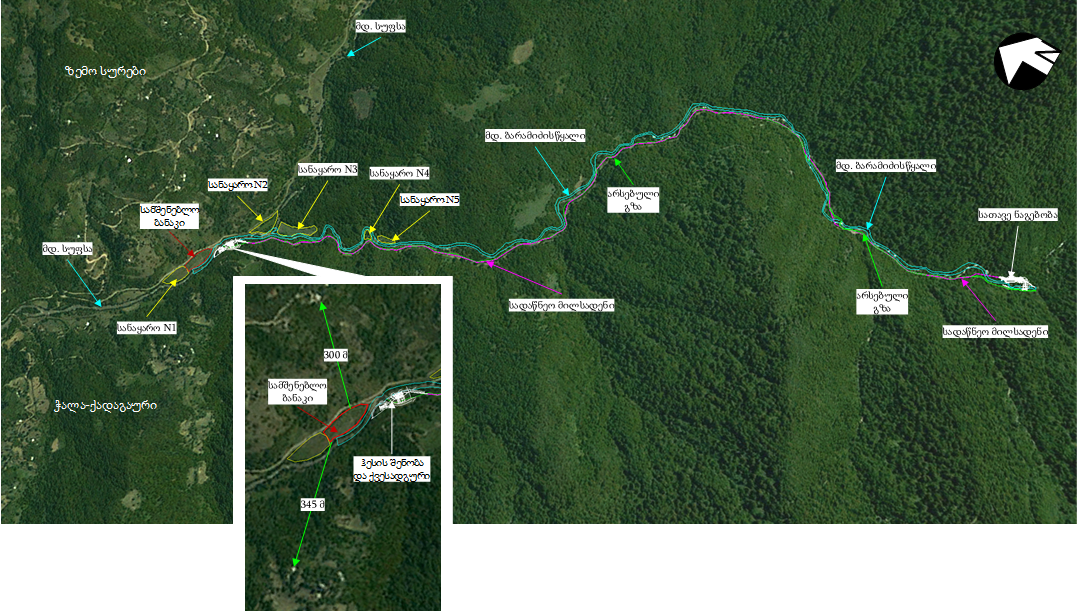 მდ. სუფსა
ზემო სურები
N
მდ. ბარამიძისწყალი
მდ. ბარამიძისწყალი
სანაყარო N3
სანაყარო N4
სანაყარო N2
არსებული
გზა
სანაყარო N5
სამშენებლო
ბანაკი
სათავე ნაგებობა
მდ. სუფსა
არსებული
გზა
სადაწნეო მილსადენი
სანაყარო N1
სადაწნეო მილსადენი
300 მ
სამშენებლო
ბანაკი
ჭალა-ქადაგაური
ჰესის შენობა
და ქვესადგური
345 მ